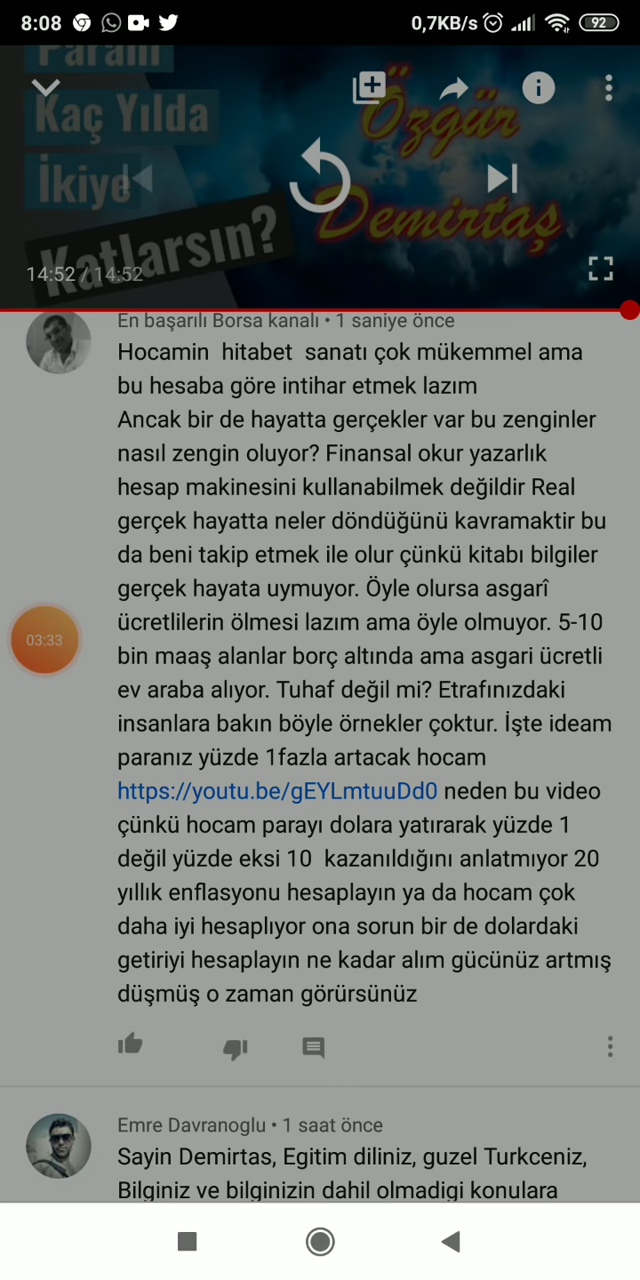 8:08
0,7KB/s
92
Paranı
Kaç Yılda
İkiye
Katlarsın?
Özgür
Demirtaş
14:52 / 14:52
En başarılı Borsa kanalı • 1 saniye önce
Hocamin hitabet sanatı çok mükemmel ama
bu hesaba göre intihar etmek lazım
Ancak bir de hayatta gerçekler var bu zenginler
nasıl zengin oluyor? Finansal okur yazarlık
hesap makinesini kullanabilmek değildir Real
gerçek hayatta neler döndüğünü kavramaktir bu
da beni takip etmek ile olur çünkü kitabı bilgiler
gerçek hayata uymuyor. Öyle olursa asgarî
ücretlilerin ölmesi lazım ama öyle olmuyor. 5-10
bin maaş alanlar borç altında ama asgari ücretli
ev araba alıyor. Tuhaf değil mi? Etrafınızdaki
insanlara bakın böyle örnekler çoktur. İşte ideam
paranız yüzde 1fazla artacak hocam
https://youtu.be/gEYLmtuuDd0 neden bu video
çünkü hocam parayı dolara yatırarak yüzde 1
değil yüzde eksi 10 kazanıldığını anlatmıyor 20
yıllık enflasyonu hesaplayın ya da hocam çok
daha iyi hesaplıyor ona sorun bir de dolardaki
getiriyi hesaplayın ne kadar alım gücünüz artmış
düşmüş o zaman görürsünüz
03:33
Emre Davranoglu • 1 saat önce
Sayin Demirtas, Egitim diliniz, guzel Turkceniz,
Bilginiz ve bilginizin dahil olmadigi konulara